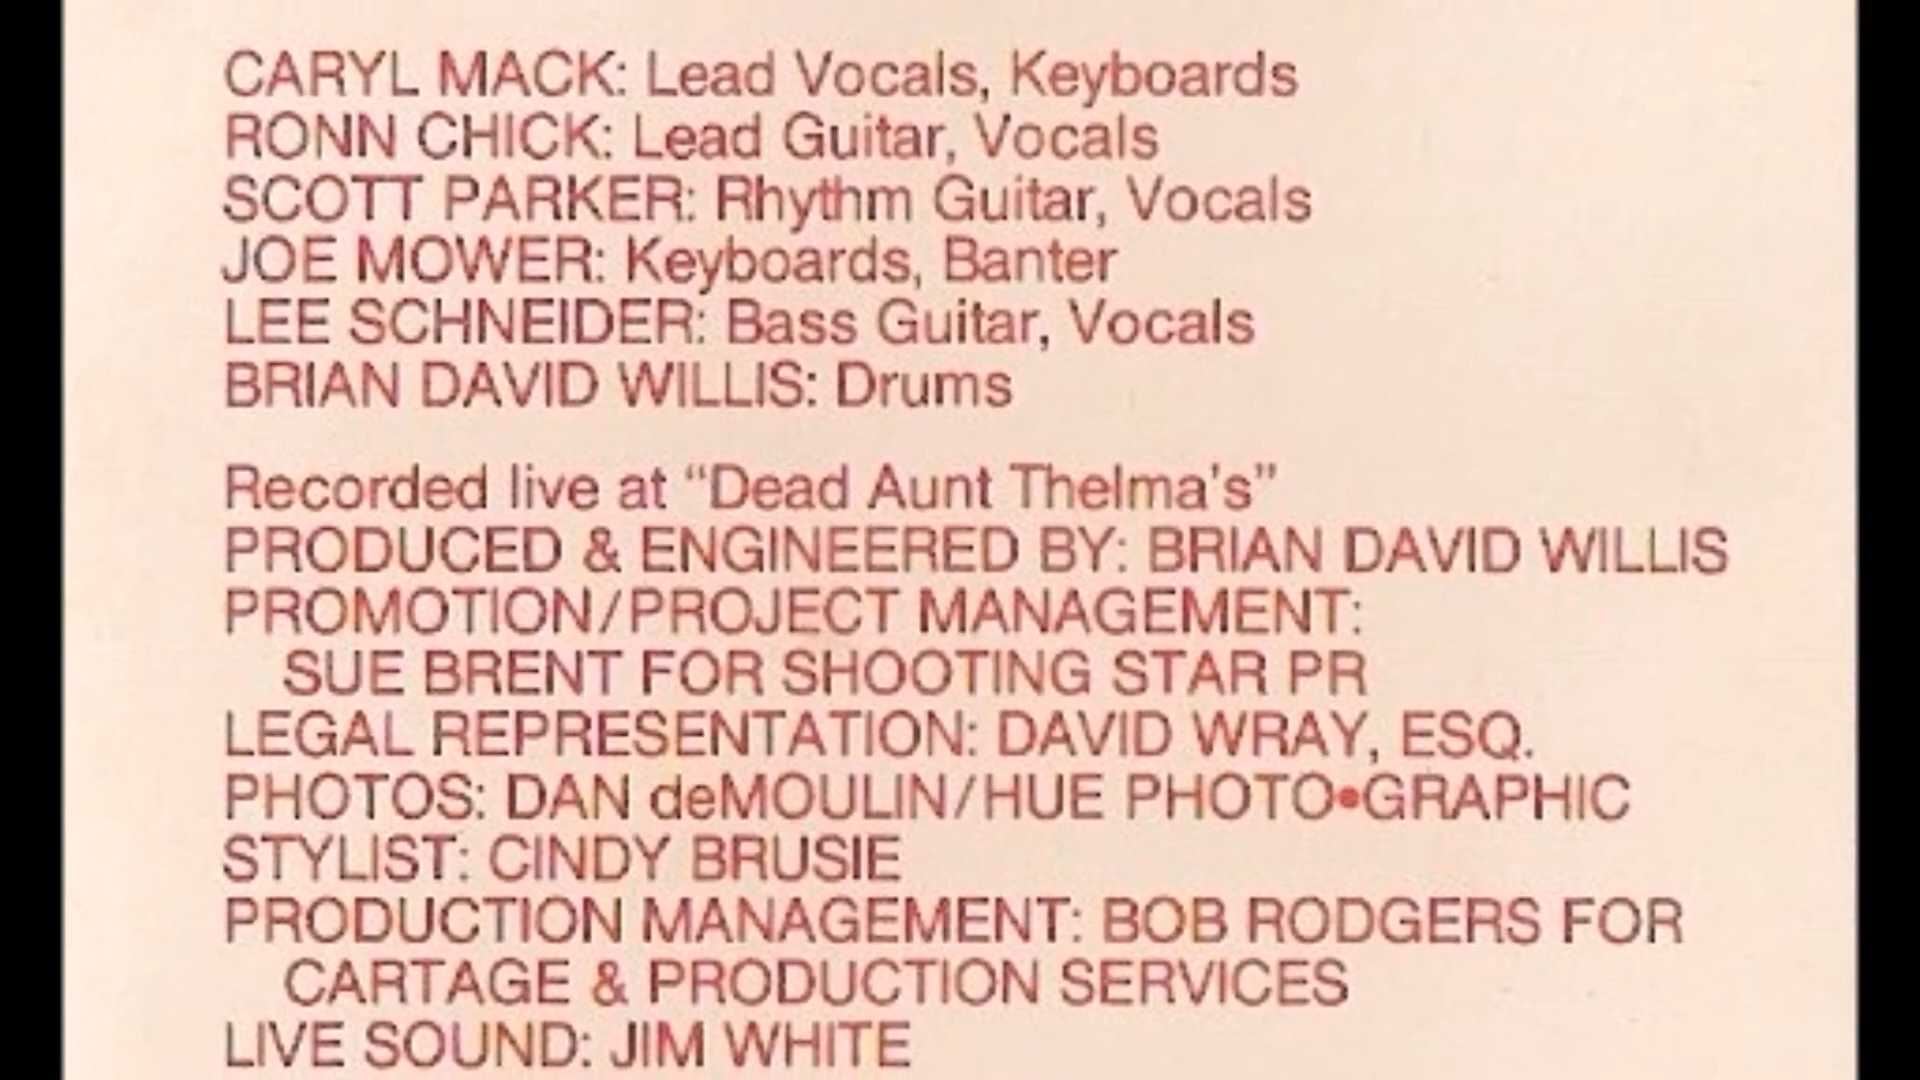 CARYL MACK: Lead Vocals, Keyboards
RONN CHICK: Lead Guitar, Vocals
SCOTT PARKER: Rhythm Guitar, Vocals
JOE MOWER: Keyboards, Banter
LEE SCHNEIDER: Bass Guitar, Vocals
BRIAN DAVID WILLIS: Drums
Recorded live at “Dead Aunt Thelma’s”
PRODUCED & ENGINEERED BY: BRIAN DAVID WILLIS
PROMOTION/PROJECT MANAGEMENT:
SUE BRENT FOR SHOOTING STAR PR
LEGAL REPRESENTATION: DAVID WRAY, ESQ.
PHOTOS: DAN deMOULIN/HUE PHOTO•GRAPHIC
STYLIST: CINDY BRUSIE
PRODUCTION MANAGEMENT: BOB RODGERS FOR
CARTAGE & PRODUCTION SERVICES
LIVE SOUND: JIM WHITE